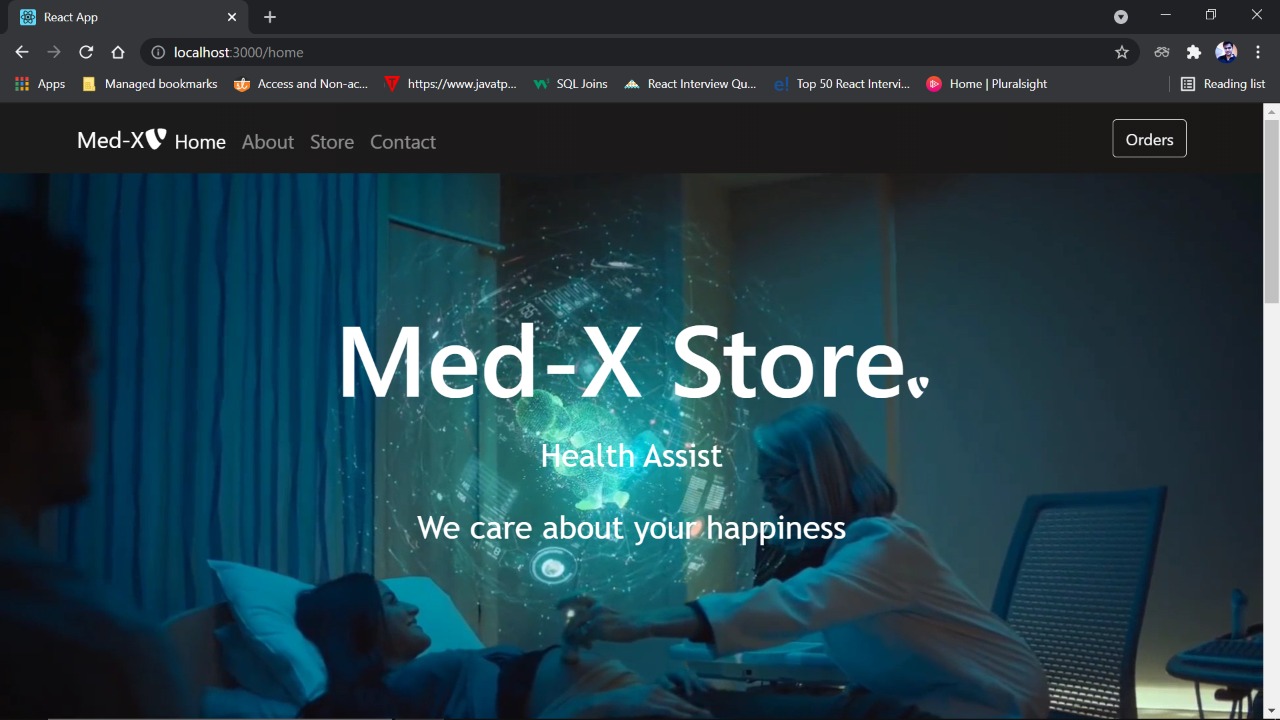 React App
localhost:3000/home
Apps Managed bookmarks Access and Non-ac... https://www.javatp... SQL Joins React Interview Qu... Top 50 React Intervi... Home | Pluralsight Reading list
Med-X Home About Store Contact Orders
Med-X Store
Health Assist
We care about your happiness